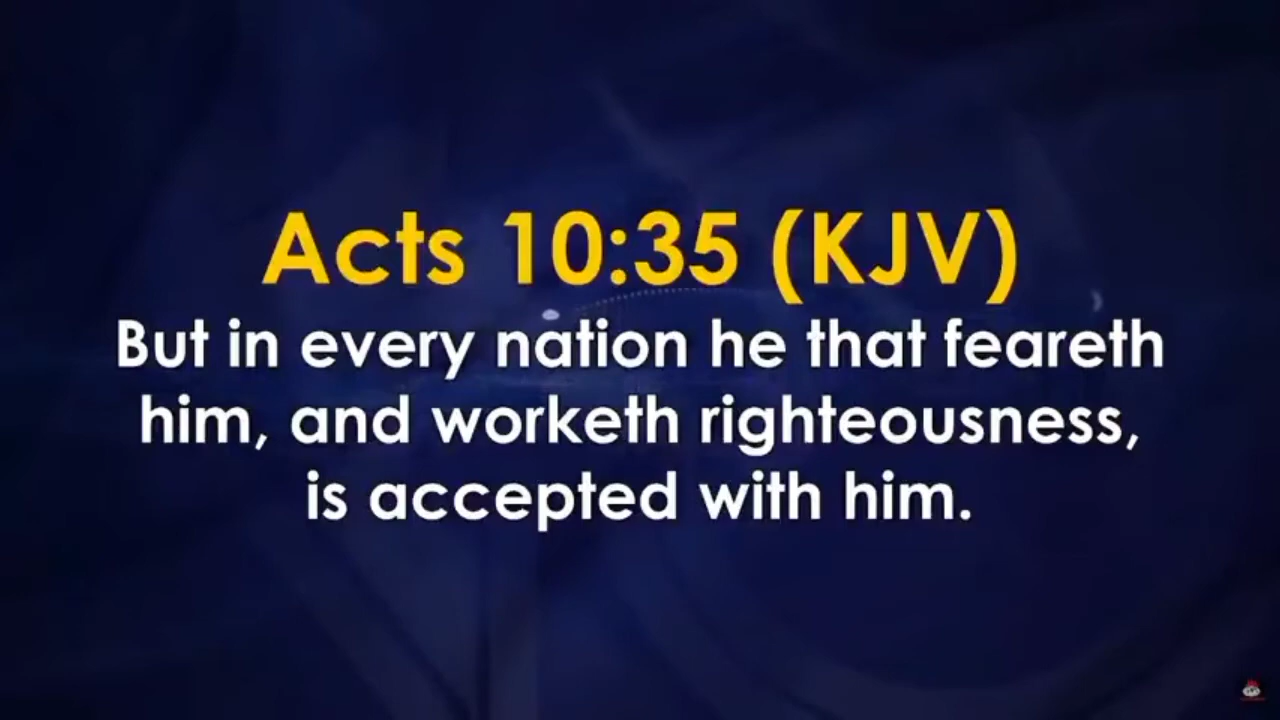 Acts 10:35 (KJV)
But in every nation he that feareth
him, and worketh righteousness,
is accepted with him.